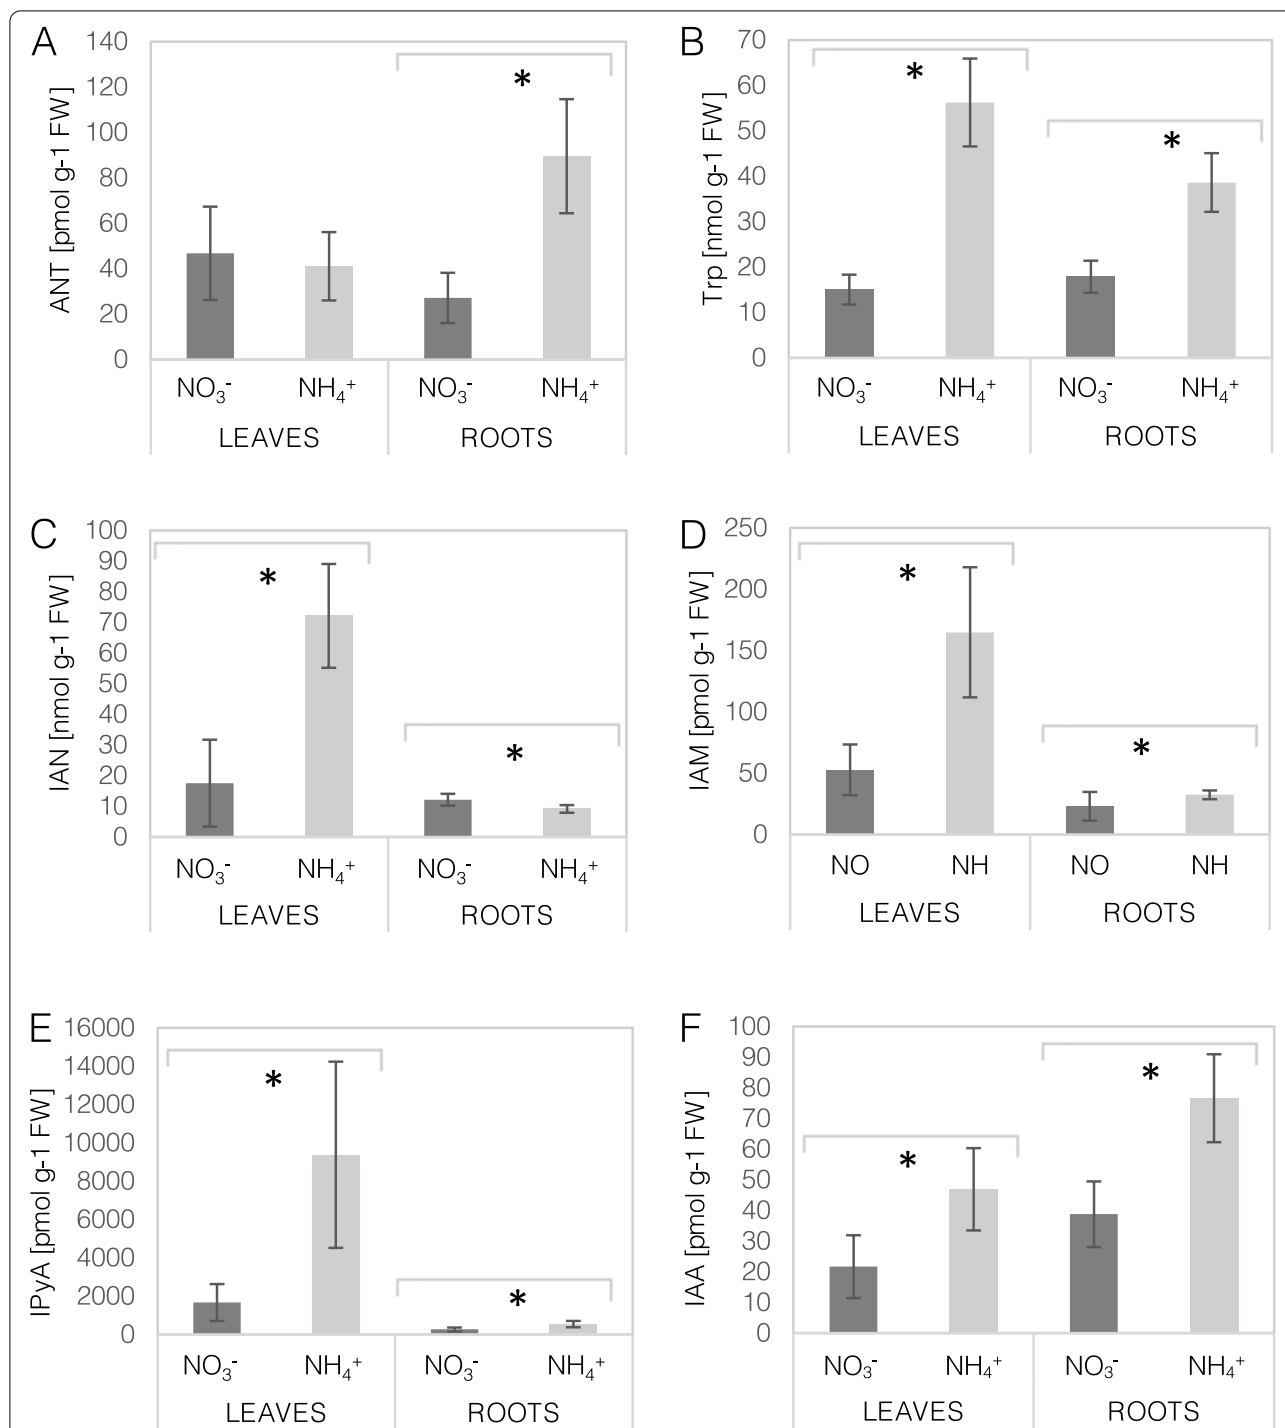 A
ANT [pmol g-1 FW]
140
120
100
80
60
40
20
0
*
NO₃⁻ NH₄⁺ NO₃⁻ NH₄⁺
LEAVES ROOTS
B
Trp [nmol g-1 FW]
70
60
50
40
30
20
10
0
*
*
NO₃⁻ NH₄⁺ NO₃⁻ NH₄⁺
LEAVES ROOTS
C
IAN [nmol g-1 FW]
100
90
80
70
60
50
40
30
20
10
0
*
*
NO₃⁻ NH₄⁺ NO₃⁻ NH₄⁺
LEAVES ROOTS
D
IAM [pmol g-1 FW]
250
200
150
100
50
0
*
*
NO NH NO NH
LEAVES ROOTS
E
IPyA [pmol g-1 FW]
16000
14000
12000
10000
8000
6000
4000
2000
0
*
*
NO₃⁻ NH₄⁺ NO₃⁻ NH₄⁺
LEAVES ROOTS
F
IAA [pmol g-1 FW]
100
90
80
70
60
50
40
30
20
10
0
*
*
NO₃⁻ NH₄⁺ NO₃⁻ NH₄⁺
LEAVES ROOTS